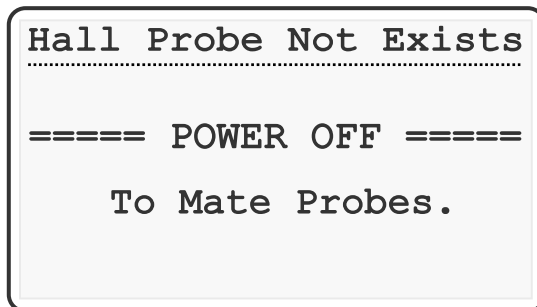 Hall Probe Not Exists
===== POWER OFF =====
To Mate Probes.